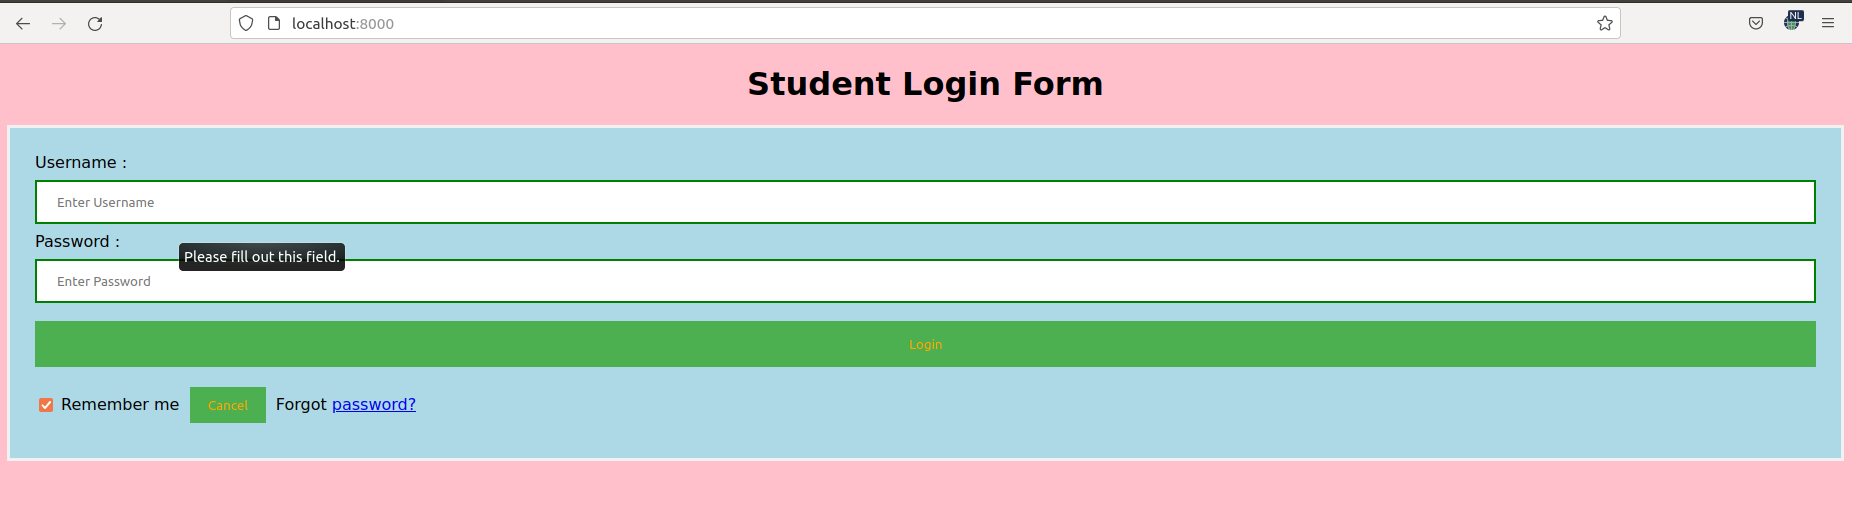 localhost:8000
NL
Student Login Form
Username :
Enter Username
Password :
Please fill out this field.
Enter Password
Login
Remember me Cancel Forgot password?